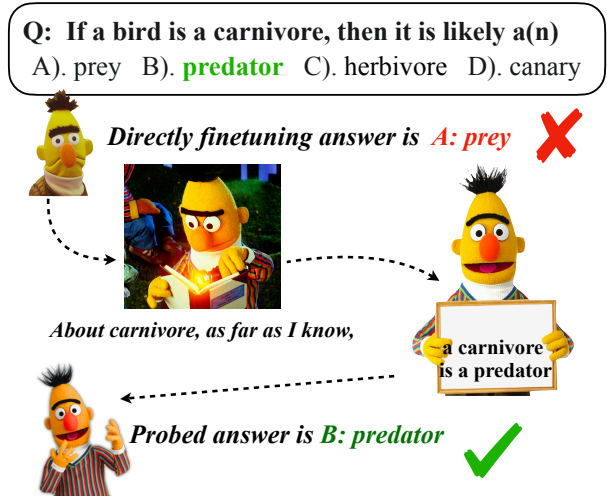 Q: If a bird is a carnivore, then it is likely a(n)
A). prey B). predator C). herbivore D). canary
Directly finetuning answer is A: prey
About carnivore, as far as I know,
a carnivore
is a predator
Probed answer is B: predator